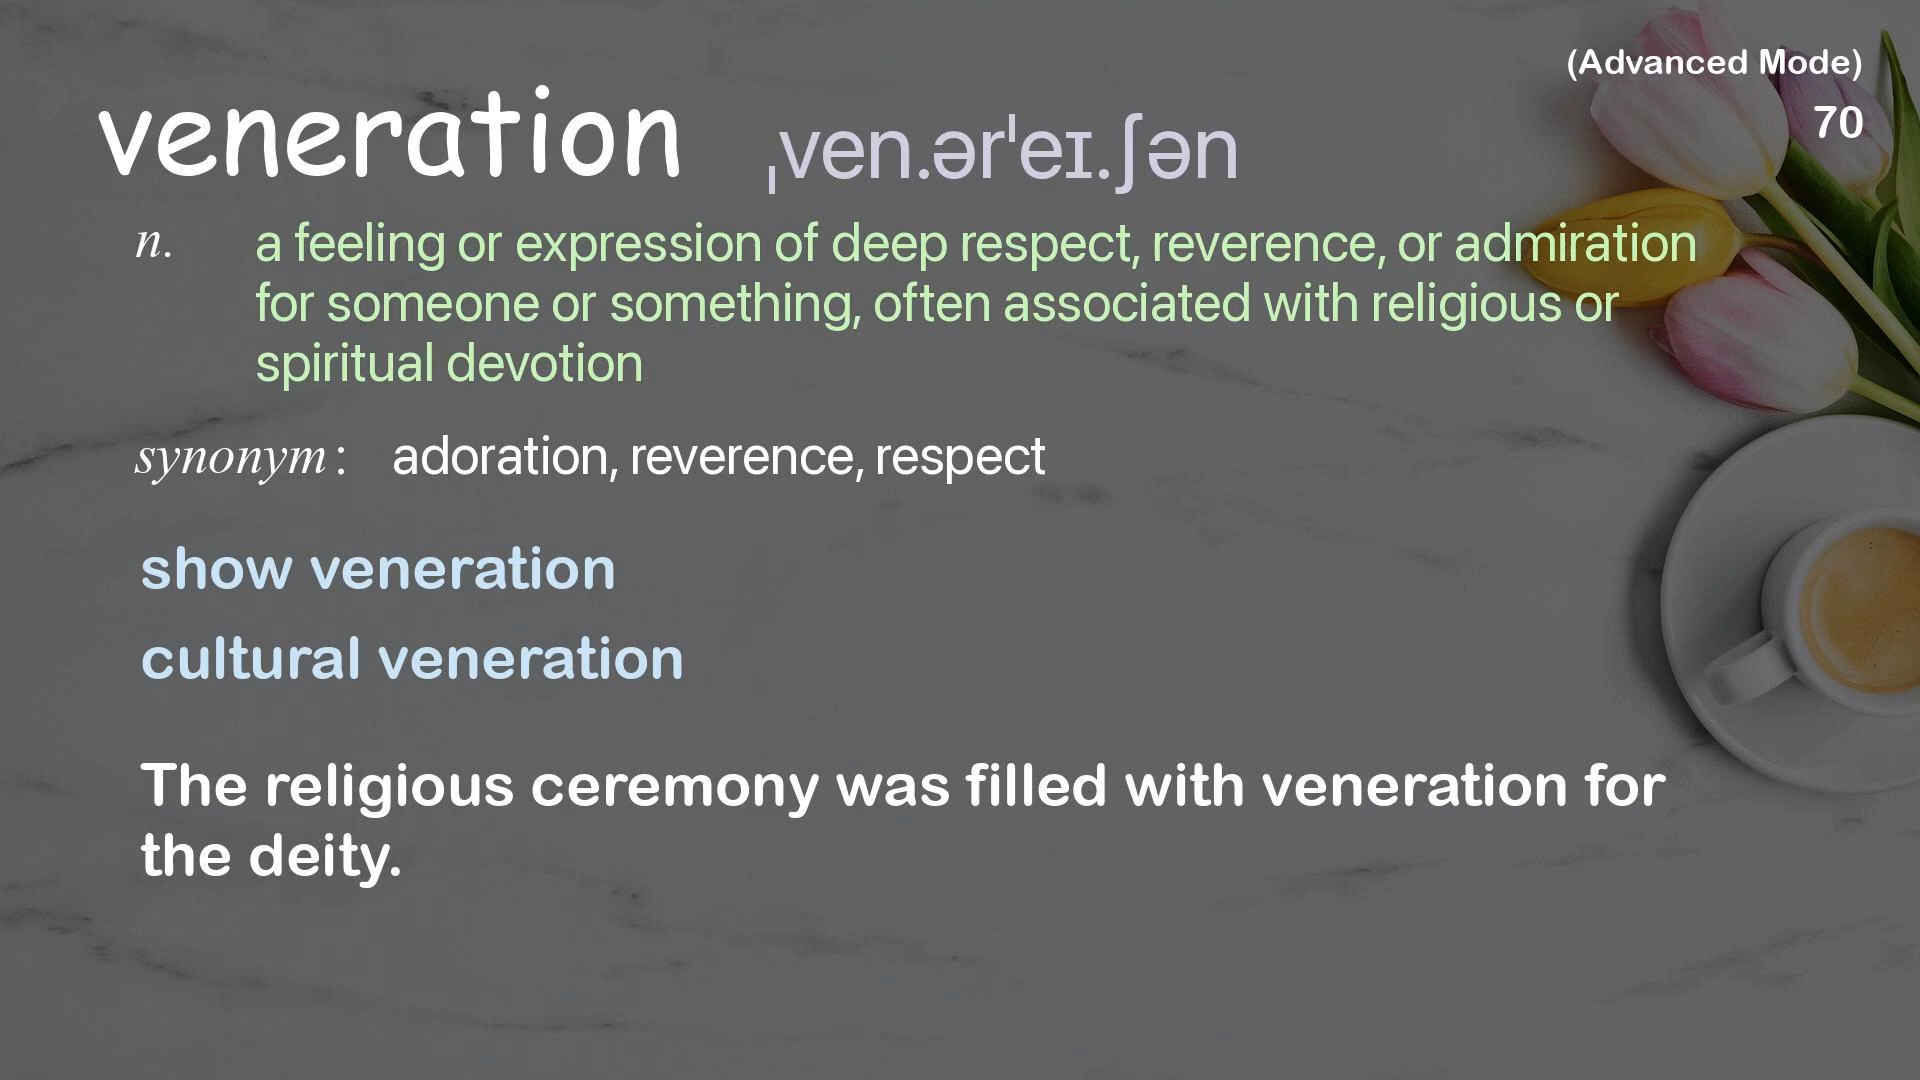 (Advanced Mode)
70
veneration ˌven.ərˈeɪ.ʃən
n. a feeling or expression of deep respect, reverence, or admiration
for someone or something, often associated with religious or
spiritual devotion
synonym: adoration, reverence, respect
show veneration
cultural veneration
The religious ceremony was filled with veneration for
the deity.